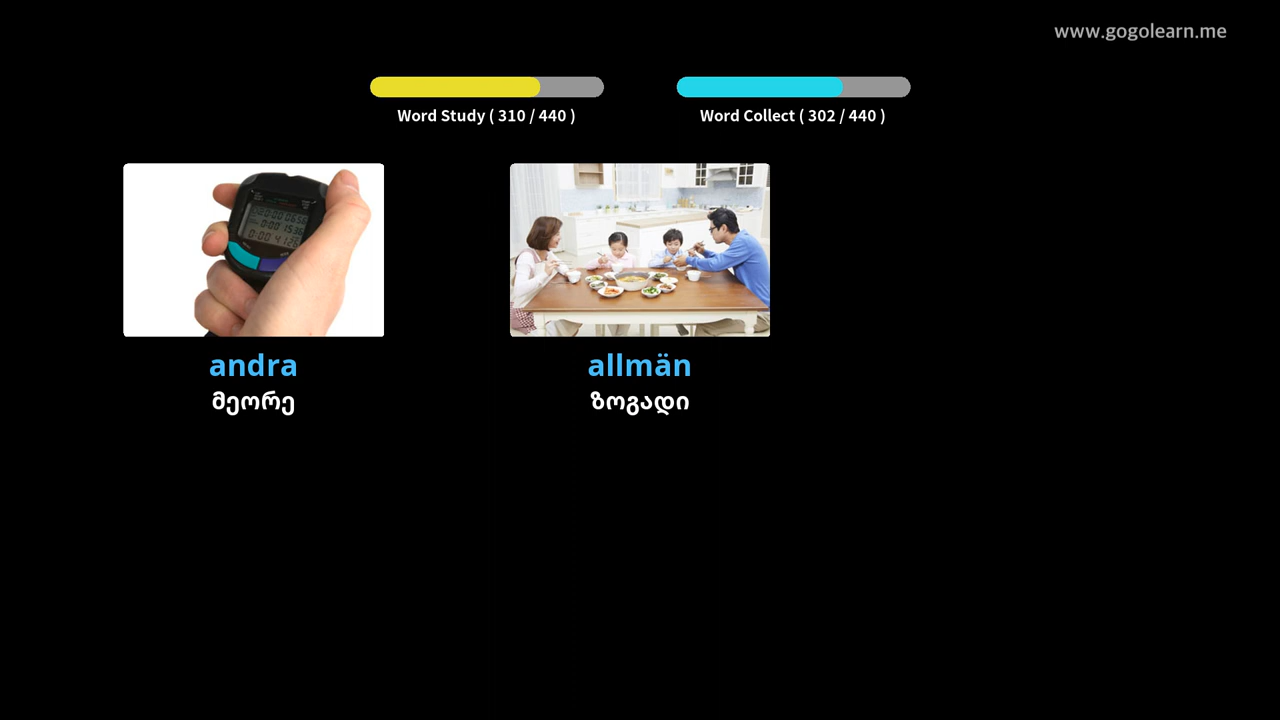 www.gogolearn.me
Word Study ( 310 / 440 )
Word Collect ( 302 / 440 )
andra
allmän
მეორე
ზოგადი